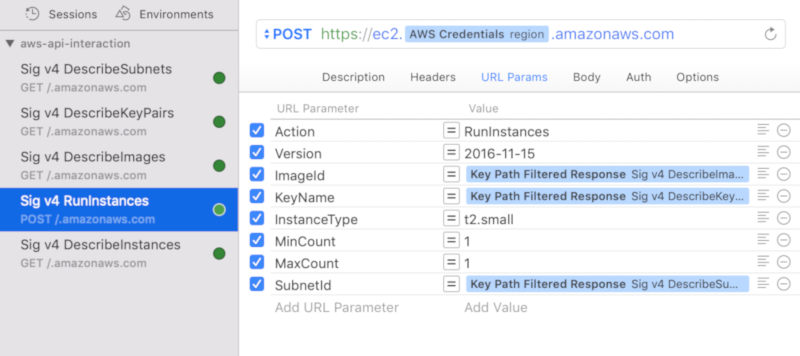 Sessions Environments
aws-api-interaction
Sig v4 DescribeSubnets
GET /.amazonaws.com
Sig v4 DescribeKeyPairs
GET /.amazonaws.com
Sig v4 DescribeImages
GET /.amazonaws.com
Sig v4 RunInstances
POST /.amazonaws.com
Sig v4 DescribeInstances
GET /.amazonaws.com
POST https://ec2. AWS Credentials region .amazonaws.com
Description Headers URL Params Body Auth Options
URL Parameter Value
Action = RunInstances
Version = 2016-11-15
ImageId = Key Path Filtered Response Sig v4 DescribeIma...
KeyName = Key Path Filtered Response Sig v4 DescribeKey...
InstanceType = t2.small
MinCount = 1
MaxCount = 1
SubnetId = Key Path Filtered Response Sig v4 DescribeSu...
Add URL Parameter Add Value